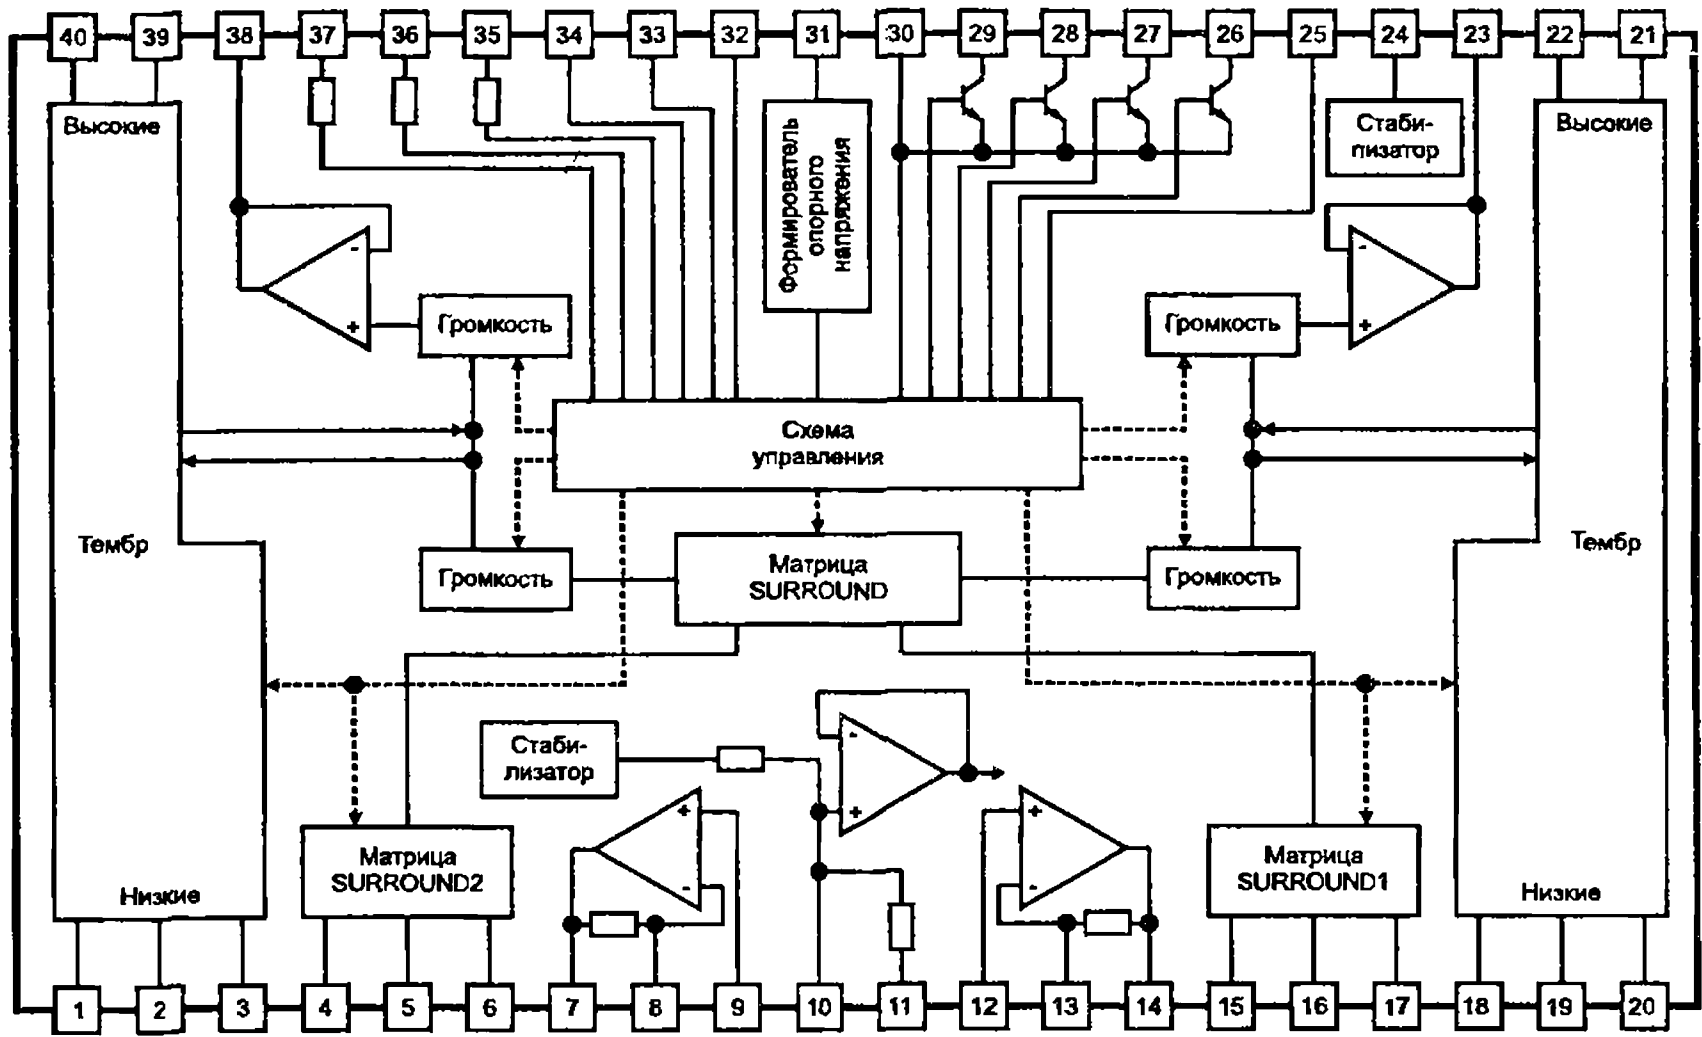 40 39 38 37 36 35 34 33 32 31 30 29 28 27 26 25 24 23 22 21
Высокие
Формирователь
опорного
напряжения
Стаби-
лизатор
Высокие
-
+
Громкость
Громкость
-
+
Схема
управления
Тембр
Громкость
Матрица
SURROUND
Громкость
Тембр
Стаби-
лизатор
-
+
+
-
+
-
Матрица
SURROUND2
Матрица
SURROUND1
Низкие
Низкие
1 2 3 4 5 6 7 8 9 10 11 12 13 14 15 16 17 18 19 20